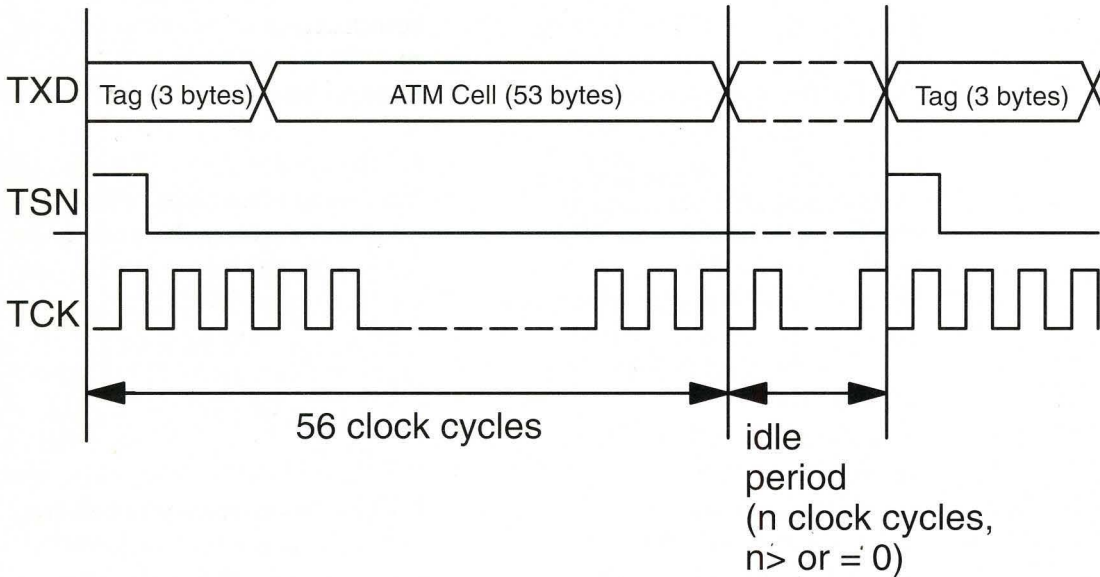 TXD
Tag (3 bytes)
ATM Cell (53 bytes)
Tag (3 bytes)
TSN
TCK
56 clock cycles
idle
period
(n clock cycles,
n> or = 0)